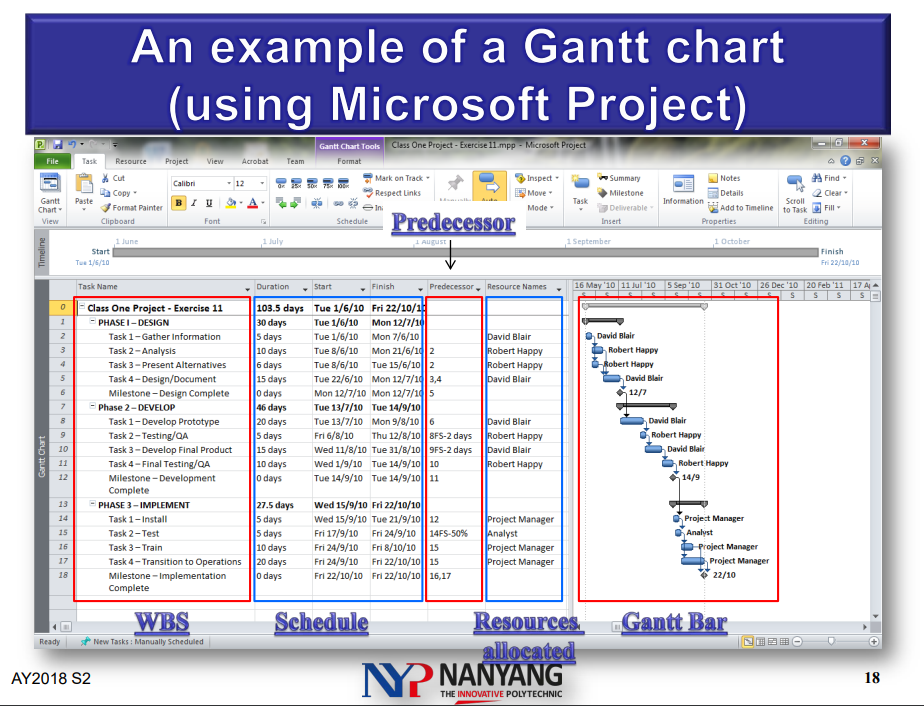 An example of a Gantt chart
(using Microsoft Project)
Gantt Chart Tools Class One Project - Exercise 11.mpp - Microsoft Project
File Task Resource Project View Acrobat Team Format
Gantt Chart
View
Paste
Cut
Copy
Format Painter
Clipboard
Calibri 12
B I U A
Font
0% 25% 50% 75% 100%
Mark on Track
Respect Links
Schedule
Inspect
Move
Mode
Task
Summary
Milestone
Deliverable
Insert
Information
Notes
Details
Add to Timeline
Properties
Scroll to Task
Find
Clear
Fill
Editing
Predecessor
Timeline
1 June 1 July 1 August 1 September 1 October
Start Finish
Tue 1/6/10 Fri 22/10/10
Task Name Duration Start Finish Predecessor Resource Names 16 May '10 11 Jul '10 5 Sep '10 31 Oct '10 26 Dec '10 20 Feb '11 17 A
S S S S S S S S S
0 Class One Project - Exercise 11 103.5 days Tue 1/6/10 Fri 22/10/10
1 PHASE I – DESIGN 30 days Tue 1/6/10 Mon 12/7/10
2 Task 1 – Gather Information 5 days Tue 1/6/10 Mon 7/6/10 David Blair David Blair
3 Task 2 – Analysis 10 days Tue 8/6/10 Mon 21/6/10 2 Robert Happy Robert Happy
4 Task 3 – Present Alternatives 6 days Tue 8/6/10 Tue 15/6/10 2 Robert Happy Robert Happy
5 Task 4 – Design/Document 15 days Tue 22/6/10 Mon 12/7/10 3,4 David Blair David Blair
6 Milestone – Design Complete 0 days Mon 12/7/10 Mon 12/7/10 5 12/7
7 Phase 2 – DEVELOP 46 days Tue 13/7/10 Tue 14/9/10
8 Task 1 – Develop Prototype 20 days Tue 13/7/10 Mon 9/8/10 6 David Blair David Blair
9 Task 2 – Testing/QA 5 days Fri 6/8/10 Thu 12/8/10 8FS-2 days Robert Happy Robert Happy
10 Task 3 – Develop Final Product 15 days Wed 11/8/10 Tue 31/8/10 9FS-2 days David Blair David Blair
11 Task 4 – Final Testing/QA 10 days Wed 1/9/10 Tue 14/9/10 10 Robert Happy Robert Happy
12 Milestone – Development 0 days Tue 14/9/10 Tue 14/9/10 11 14/9
Complete
13 PHASE 3 – IMPLEMENT 27.5 days Wed 15/9/10 Fri 22/10/10
14 Task 1 – Install 5 days Wed 15/9/10 Tue 21/9/10 12 Project Manager Project Manager
15 Task 2 – Test 5 days Fri 17/9/10 Fri 24/9/10 14FS-50% Analyst Analyst
16 Task 3 – Train 10 days Fri 24/9/10 Fri 8/10/10 15 Project Manager Project Manager
17 Task 4 – Transition to Operations 20 days Fri 24/9/10 Fri 22/10/10 15 Project Manager Project Manager
18 Milestone – Implementation 0 days Fri 22/10/10 Fri 22/10/10 16,17 22/10
Complete
Gantt Chart
WBS Schedule Resources allocated Gantt Bar
Ready New Tasks : Manually Scheduled
AY2018 S2
NYP NANYANG
THE INNOVATIVE POLYTECHNIC
18